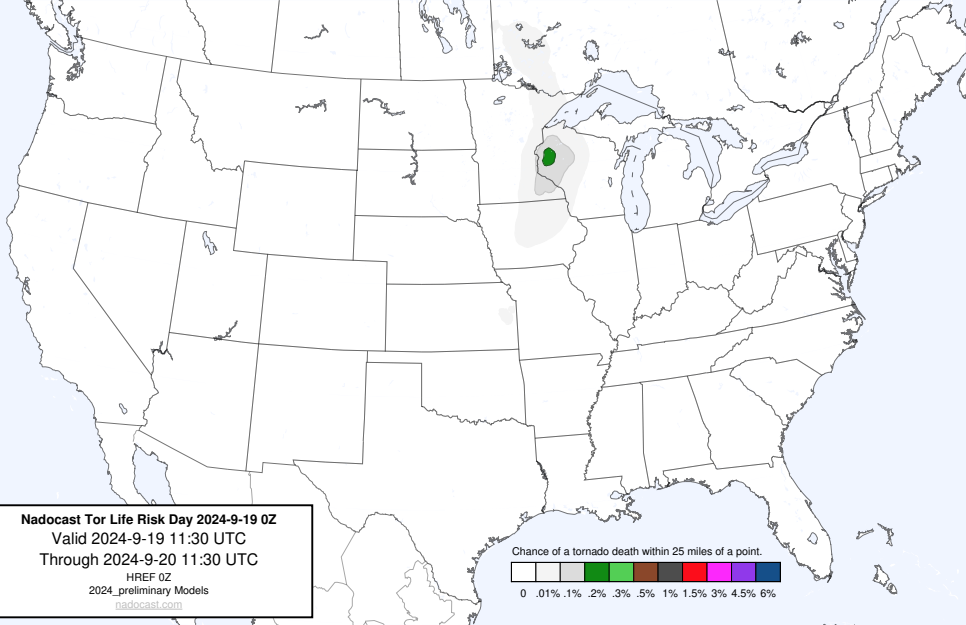 Nadocast Tor Life Risk Day 2024-9-19 0Z
Valid 2024-9-19 11:30 UTC
Through 2024-9-20 11:30 UTC
HREF 0Z
2024_preliminary Models
nadocast.com
Chance of a tornado death within 25 miles of a point.
0 .01% .1% .2% .3% .5% 1% 1.5% 3% 4.5% 6%